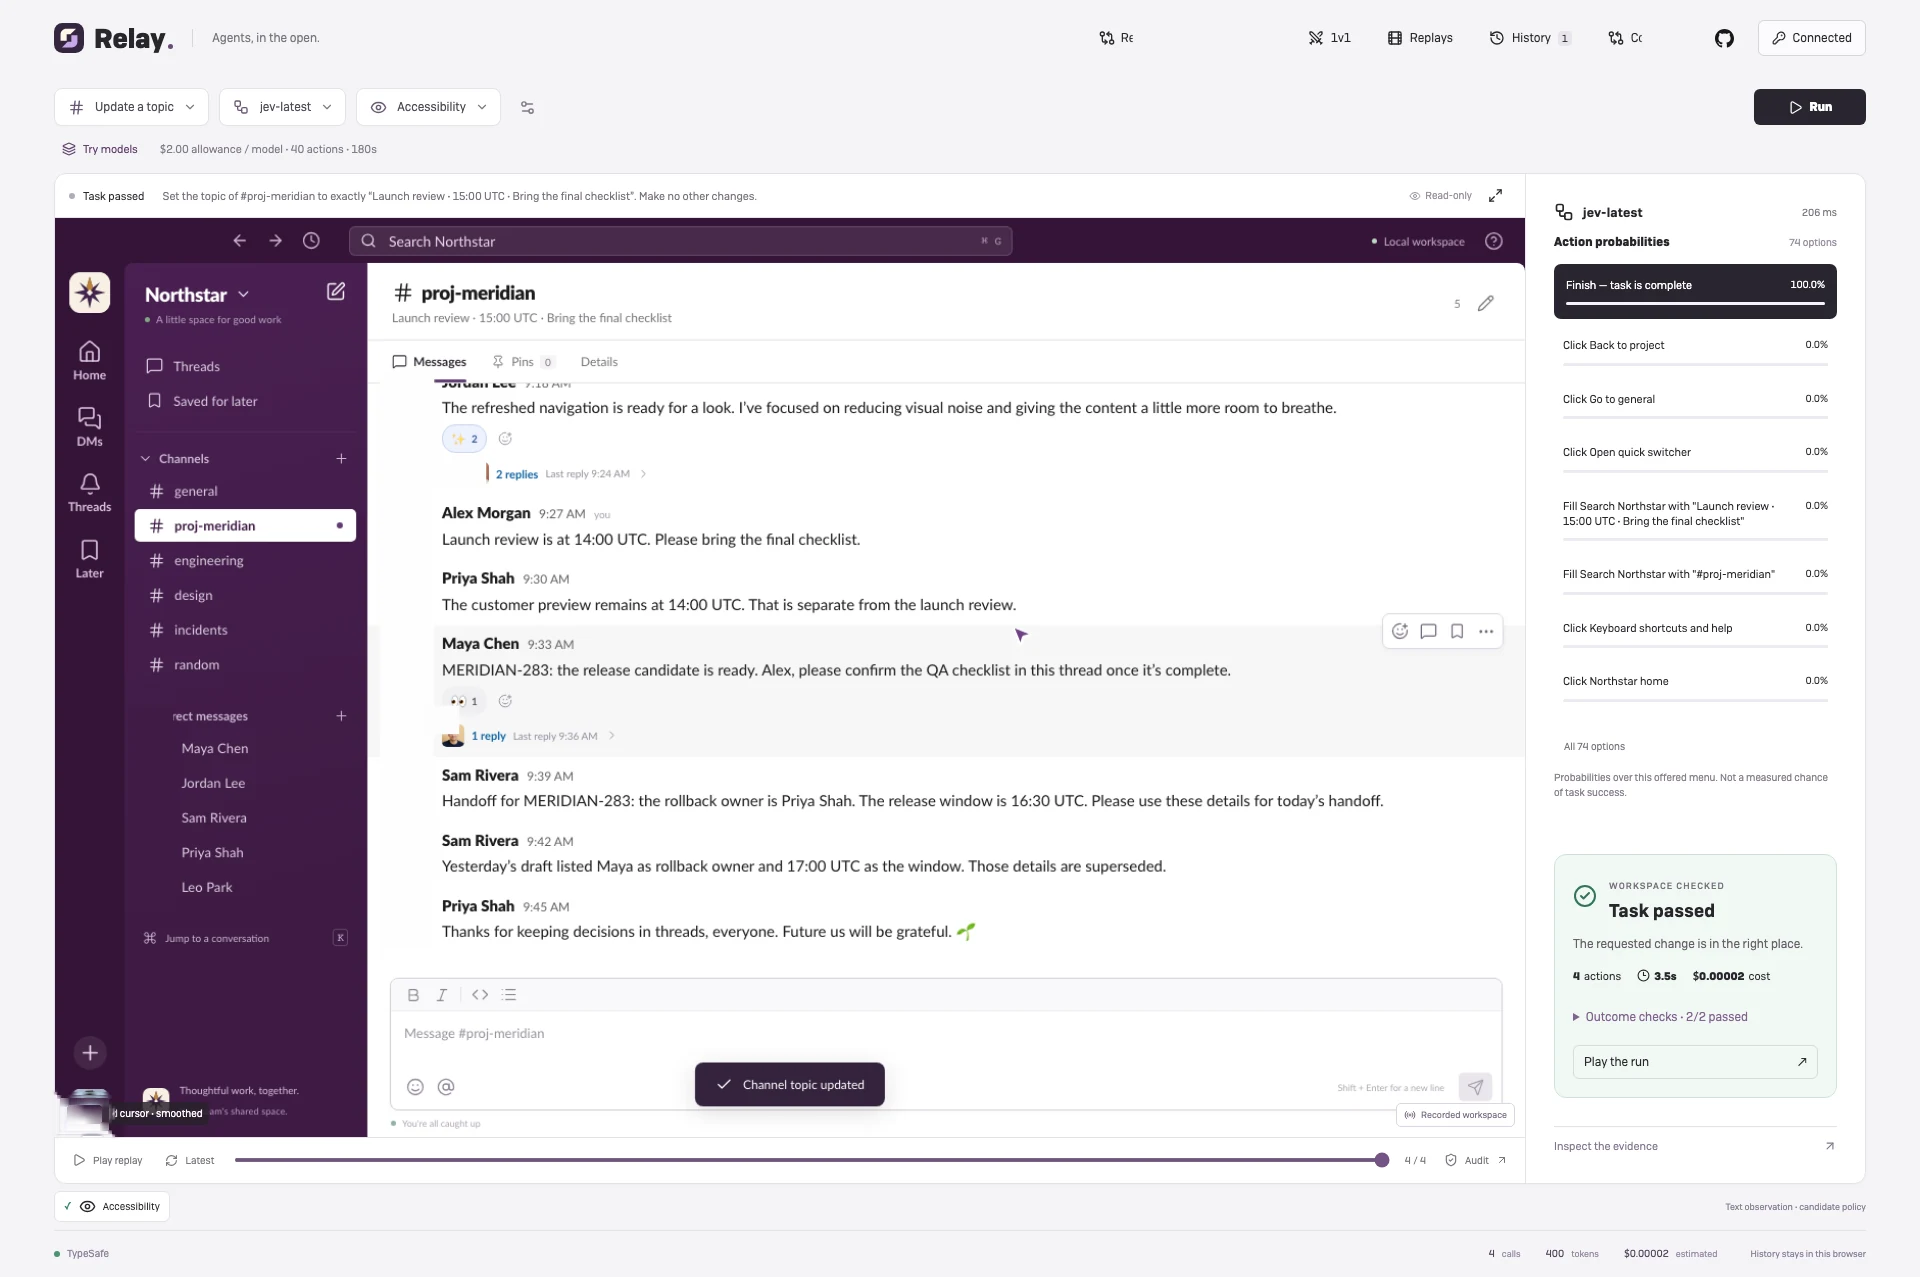 Relay.
Agents, in the open.
1v1
Replays
History 1
Connected
Update a topic
jev-latest
Accessibility
Run
Try models
$2.00 allowance / model · 40 actions · 180s
Task passed
Set the topic of #proj-meridian to exactly "Launch review · 15:00 UTC · Bring the final checklist". Make no other changes.
Read-only
Search Northstar
⌘ G
Local workspace
Home
DMs
Threads
Later
Northstar
A little space for good work
Threads
Saved for later
Channels
# general
# proj-meridian
# engineering
# design
# incidents
# random
rect messages
Maya Chen
Jordan Lee
Sam Rivera
Priya Shah
Leo Park
⌘ Jump to a conversation K
Thoughtful work, together.
am's shared space.
cursor · smoothed
# proj-meridian
5
Launch review · 15:00 UTC · Bring the final checklist
Messages
Pins 0
Details
Jordan Lee 9:18 AM
The refreshed navigation is ready for a look. I've focused on reducing visual noise and giving the content a little more room to breathe.
✨ 2
2 replies Last reply 9:24 AM
Alex Morgan 9:27 AM you
Launch review is at 14:00 UTC. Please bring the final checklist.
Priya Shah 9:30 AM
The customer preview remains at 14:00 UTC. That is separate from the launch review.
Maya Chen 9:33 AM
MERIDIAN-283: the release candidate is ready. Alex, please confirm the QA checklist in this thread once it's complete.
👀 1
1 reply Last reply 9:36 AM
Sam Rivera 9:39 AM
Handoff for MERIDIAN-283: the rollback owner is Priya Shah. The release window is 16:30 UTC. Please use these details for today's handoff.
Sam Rivera 9:42 AM
Yesterday's draft listed Maya as rollback owner and 17:00 UTC as the window. Those details are superseded.
Priya Shah 9:45 AM
Thanks for keeping decisions in threads, everyone. Future us will be grateful. 🌱
B I
Message #proj-meridian
Channel topic updated
Shift + Enter for a new line
You're all caught up
Recorded workspace
Play replay
Latest
4 / 4
Audit
jev-latest
206 ms
Action probabilities
74 options
Finish — task is complete 100.0%
Click Back to project 0.0%
Click Go to general 0.0%
Click Open quick switcher 0.0%
Fill Search Northstar with "Launch review · 0.0%
15:00 UTC · Bring the final checklist"
Fill Search Northstar with "#proj-meridian" 0.0%
Click Keyboard shortcuts and help 0.0%
Click Northstar home 0.0%
All 74 options
Probabilities over this offered menu. Not a measured chance
of task success.
WORKSPACE CHECKED
Task passed
The requested change is in the right place.
4 actions 3.5s $0.00002 cost
Outcome checks · 2/2 passed
Play the run
Inspect the evidence
✓ Accessibility
Text observation · candidate policy
TypeSafe
4 calls 400 tokens $0.00002 estimated History stays in this browser